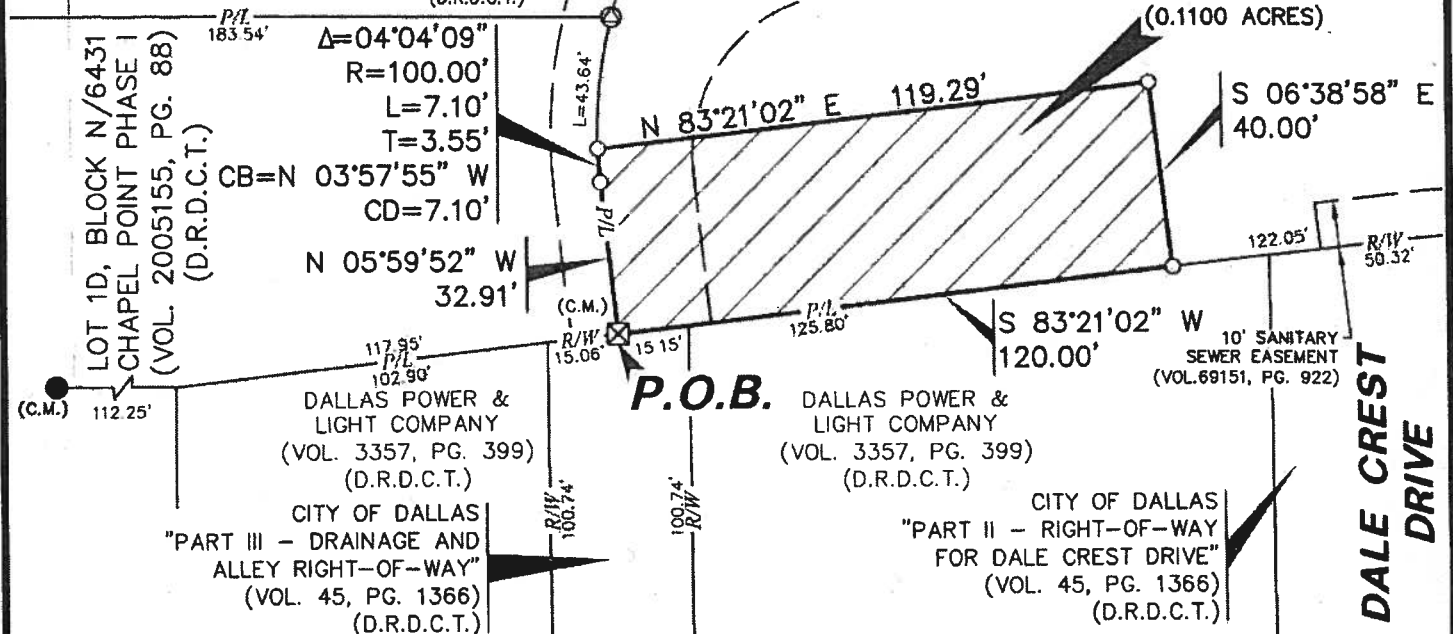 (D.R.D.C.T.)
P/L
183.54'
LOT 1D, BLOCK N/6431
CHAPEL POINT PHASE I
(VOL. 2005155, PG. 88)
(D.R.D.C.T.)
Δ=04°04'09"
R=100.00'
L=7.10'
T=3.55'
CB=N 03°57'55" W
CD=7.10'
L=43.64'
(0.1100 ACRES)
N 83°21'02" E 119.29'
S 06°38'58" E
40.00'
P/L
N 05°59'52" W
32.91'
(C.M.)
R/W
15.06'
15.15'
P/L
125.80'
S 83°21'02" W
120.00'
122.05'
R/W
50.32'
10' SANITARY
SEWER EASEMENT
(VOL.69151, PG. 922)
117.95'
P/L
102.90'
(C.M.)
112.25'
P.O.B.
DALLAS POWER &
LIGHT COMPANY
(VOL. 3357, PG. 399)
(D.R.D.C.T.)
DALLAS POWER &
LIGHT COMPANY
(VOL. 3357, PG. 399)
(D.R.D.C.T.)
R/W
100.74'
100.74'
R/W
CITY OF DALLAS
"PART III – DRAINAGE AND
ALLEY RIGHT–OF–WAY"
(VOL. 45, PG. 1366)
(D.R.D.C.T.)
CITY OF DALLAS
"PART II – RIGHT–OF–WAY
FOR DALE CREST DRIVE"
(VOL. 45, PG. 1366)
(D.R.D.C.T.)
DALE CREST
DRIVE